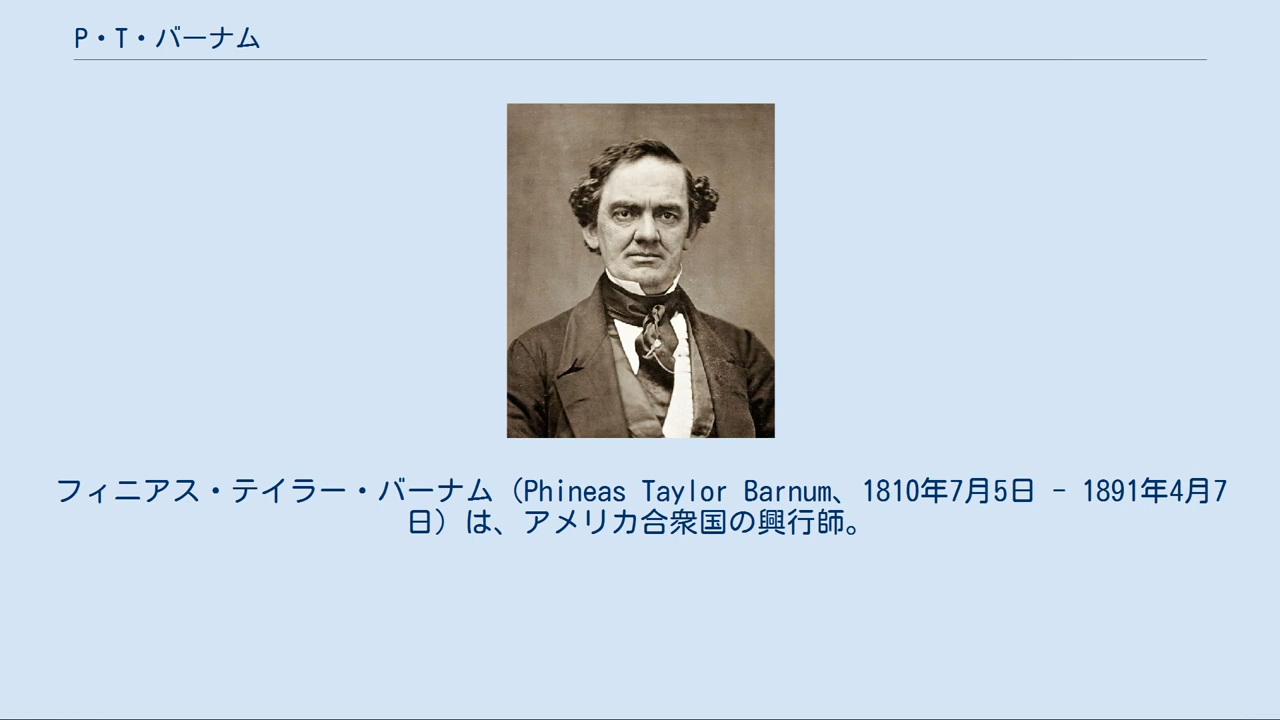 P・T・バーナム
フィニアス・テイラー・バーナム（Phineas Taylor Barnum、1810年7月5日 - 1891年4月7
日）は、アメリカ合衆国の興行師。